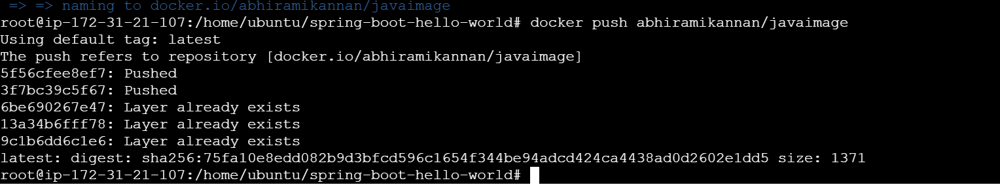 => => naming to docker.io/abhiramikannan/javaimage
root@ip-172-31-21-107:/home/ubuntu/spring-boot-hello-world# docker push abhiramikannan/javaimage
Using default tag: latest
The push refers to repository [docker.io/abhiramikannan/javaimage]
5f56cfee8ef7: Pushed
3f7bc39c5f67: Pushed
6be690267e47: Layer already exists
13a34b6fff78: Layer already exists
9c1b6dd6c1e6: Layer already exists
latest: digest: sha256:75fa10e8edd082b9d3bfcd596c1654f344be94adcd424ca4438ad0d2602e1dd5 size: 1371
root@ip-172-31-21-107:/home/ubuntu/spring-boot-hello-world#